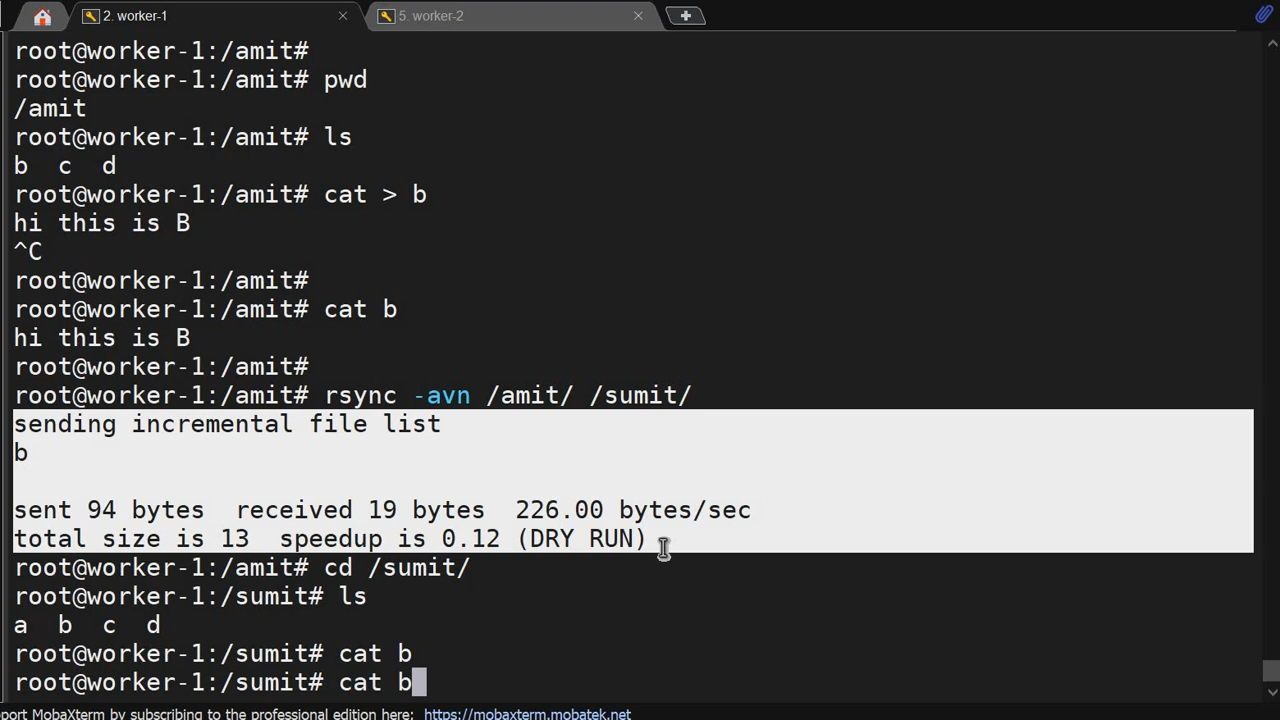 2. worker-1
5. worker-2
root@worker-1:/amit#
root@worker-1:/amit# pwd
/amit
root@worker-1:/amit# ls
b  c  d
root@worker-1:/amit# cat > b
hi this is B
^C
root@worker-1:/amit#
root@worker-1:/amit# cat b
hi this is B
root@worker-1:/amit#
root@worker-1:/amit# rsync -avn /amit/ /sumit/
sending incremental file list
b
sent 94 bytes  received 19 bytes  226.00 bytes/sec
total size is 13  speedup is 0.12 (DRY RUN)
root@worker-1:/amit# cd /sumit/
root@worker-1:/sumit# ls
a  b  c  d
root@worker-1:/sumit# cat b
root@worker-1:/sumit# cat b
port MobaXterm by subscribing to the professional edition here: https://mobaxterm.mobatek.net